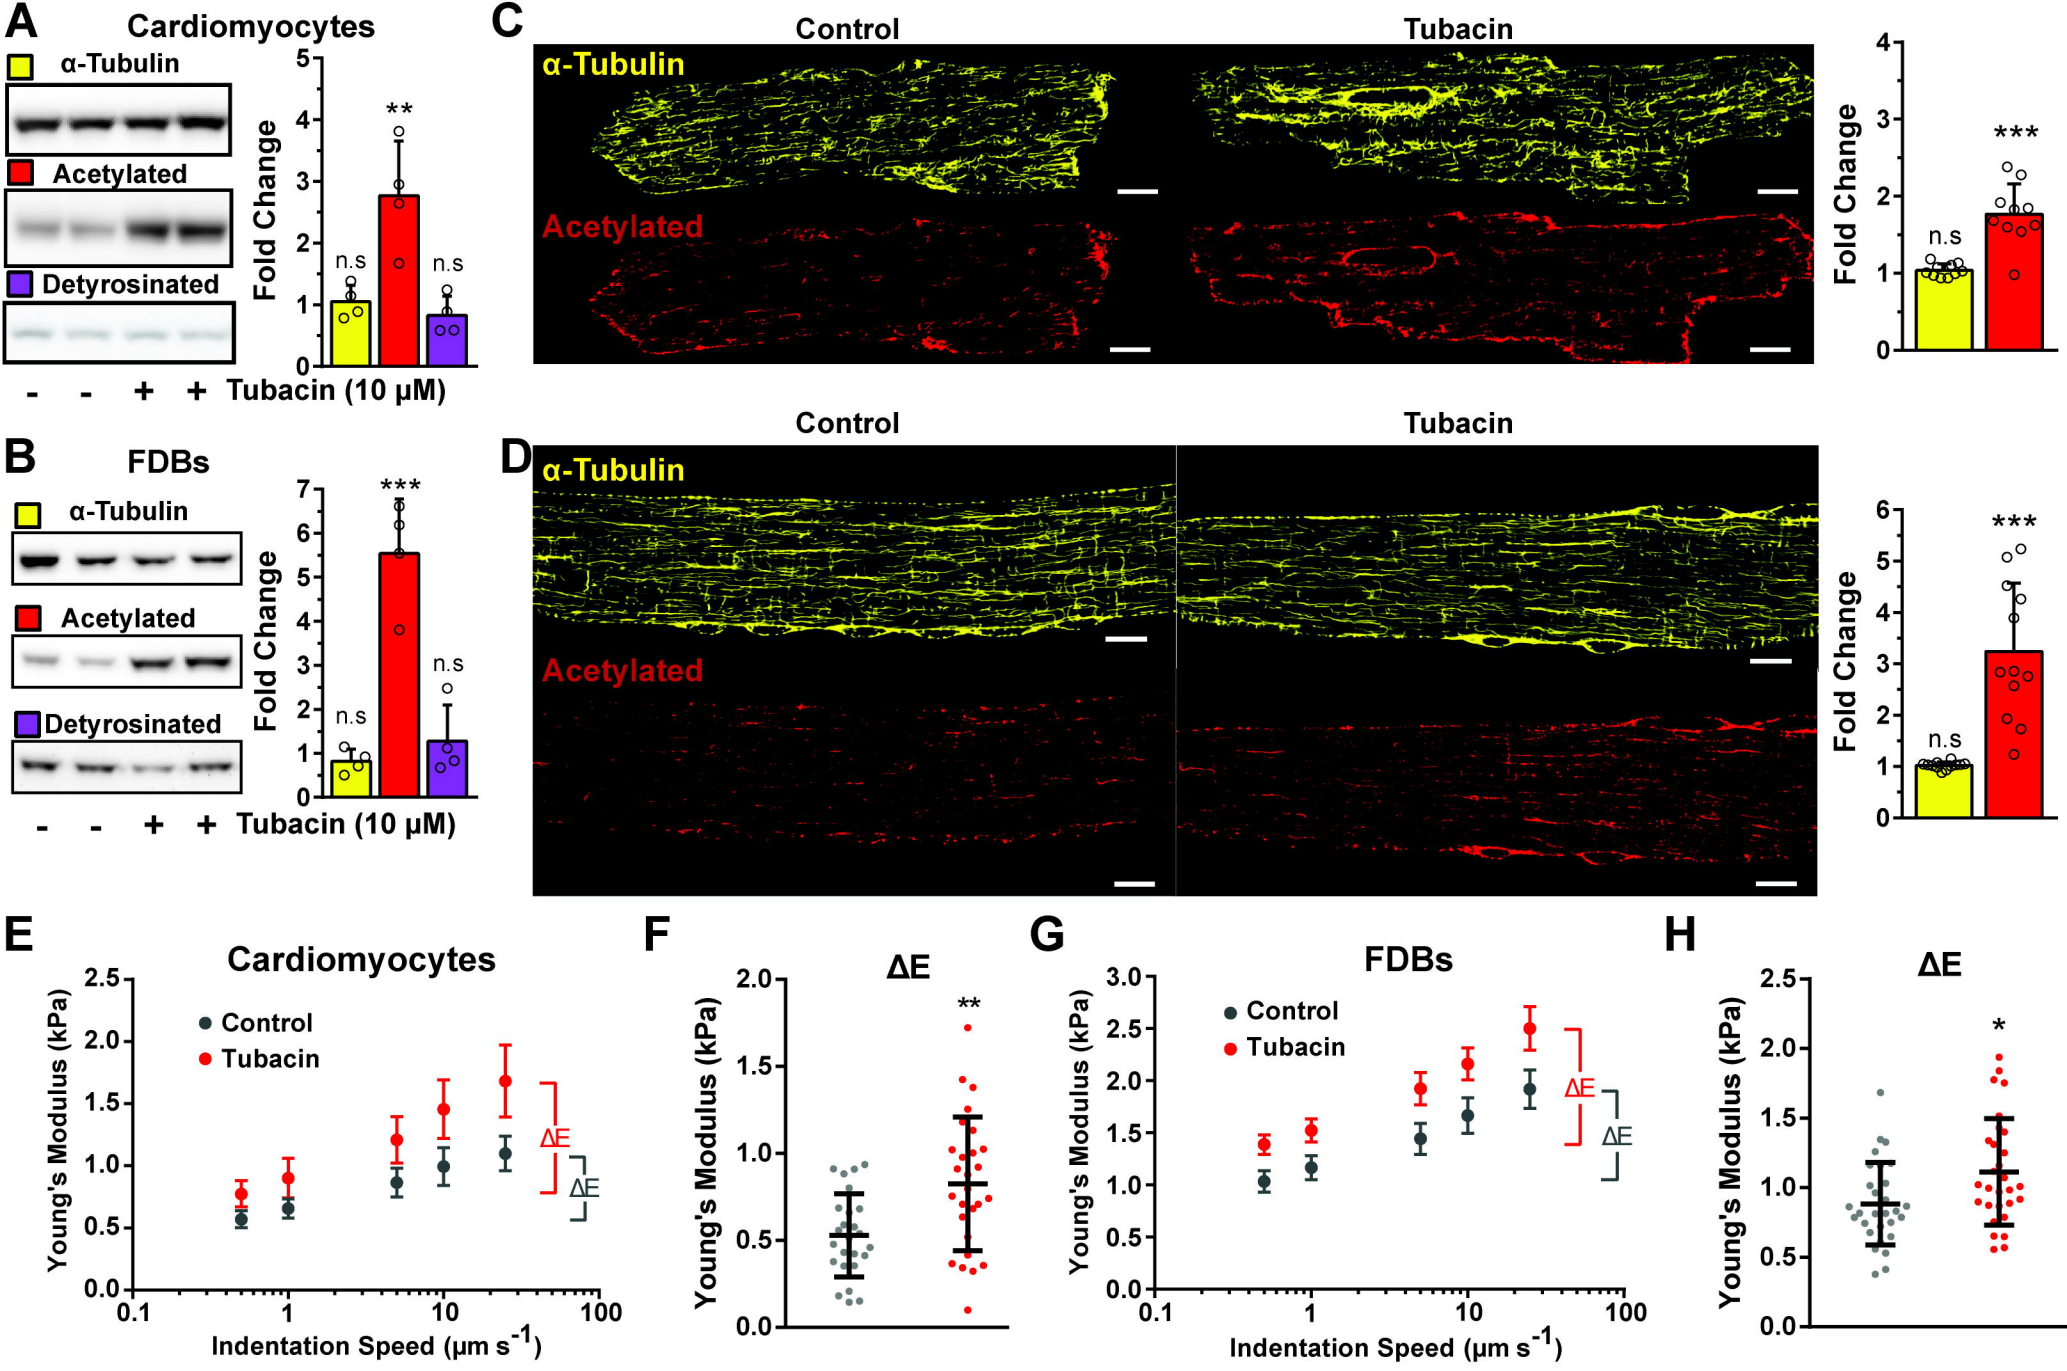 A
Cardiomyocytes
α-Tubulin
Acetylated
Detyrosinated
- - + + Tubacin (10 µM)
Fold Change
5
4
3
2
1
0
n.s
**
n.s
B
FDBs
α-Tubulin
Acetylated
Detyrosinated
- - + + Tubacin (10 µM)
Fold Change
7
6
5
4
3
2
1
0
n.s
***
n.s
C
Control
Tubacin
α-Tubulin
Acetylated
Fold Change
4
3
2
1
0
n.s
***
D
Control
Tubacin
α-Tubulin
Acetylated
Fold Change
6
5
4
3
2
1
0
n.s
***
E
Cardiomyocytes
Young's Modulus (kPa)
2.5
2.0
1.5
1.0
0.5
0.0
Control
Tubacin
ΔE
ΔE
0.1 1 10 100
Indentation Speed (µm s-1)
F
ΔE
Young's Modulus (kPa)
2.0
1.5
1.0
0.5
0.0
**
G
FDBs
Young's Modulus (kPa)
3.0
2.5
2.0
1.5
1.0
0.5
0.0
Control
Tubacin
ΔE
ΔE
0.1 1 10 100
Indentation Speed (µm s-1)
H
ΔE
Young's Modulus (kPa)
2.5
2.0
1.5
1.0
0.5
0.0
*